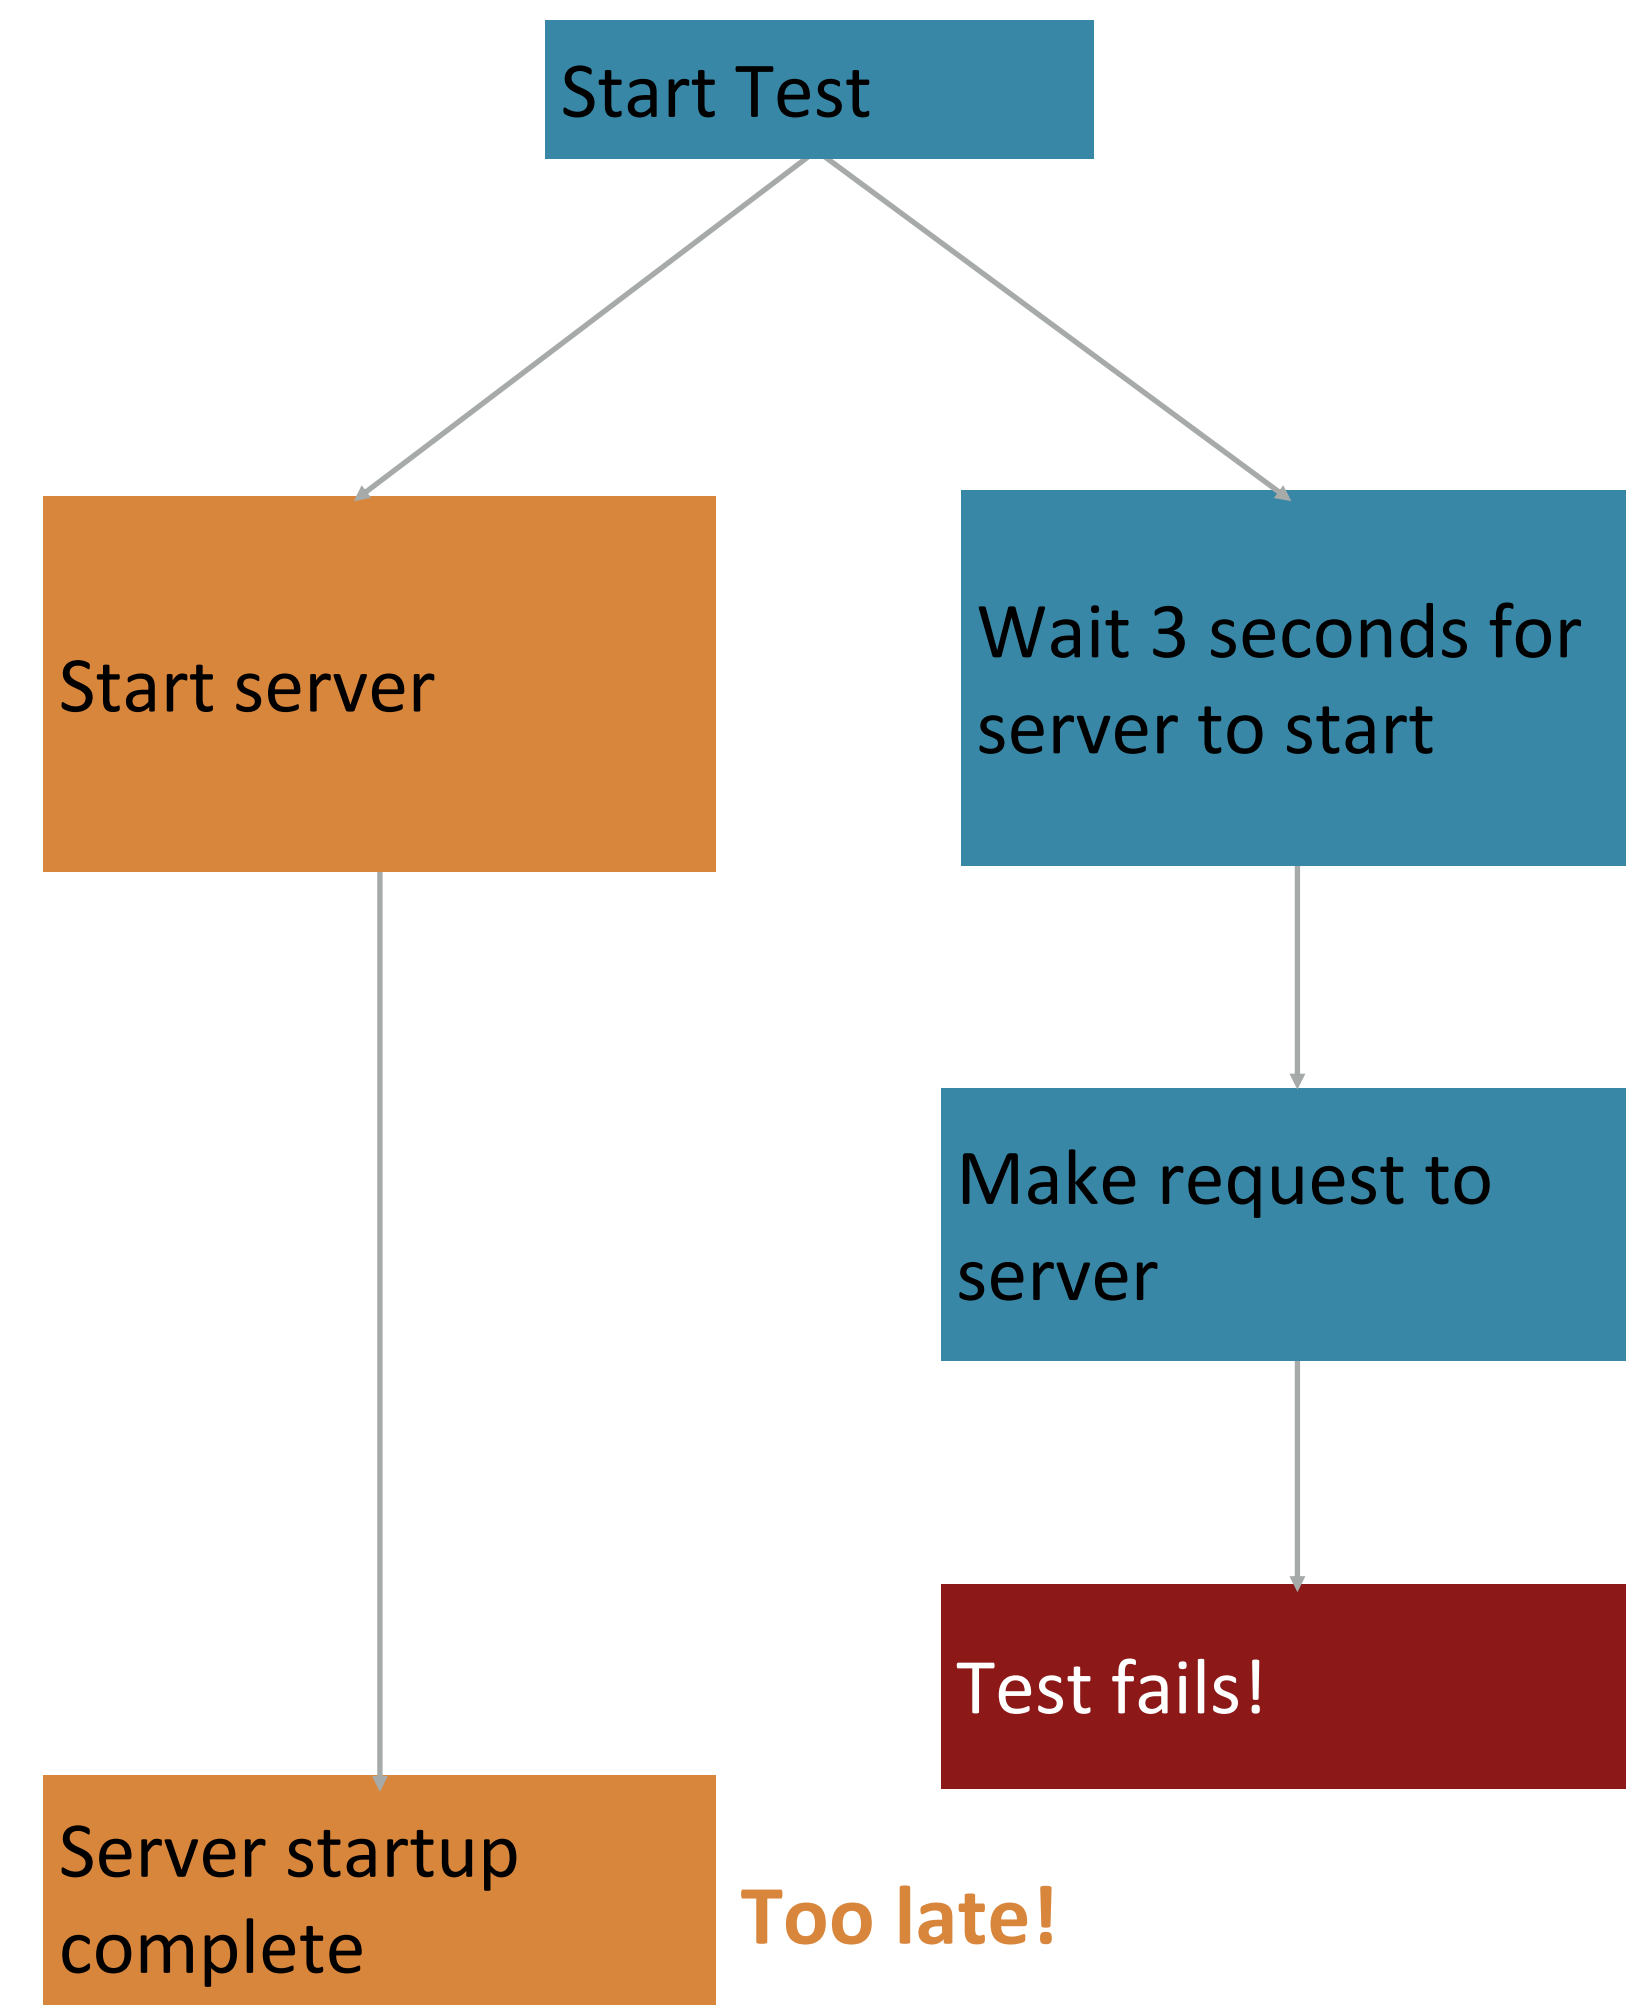 Start Test
Start server
Wait 3 seconds for
server to start
Make request to
server
Test fails!
Server startup
complete
Too late!